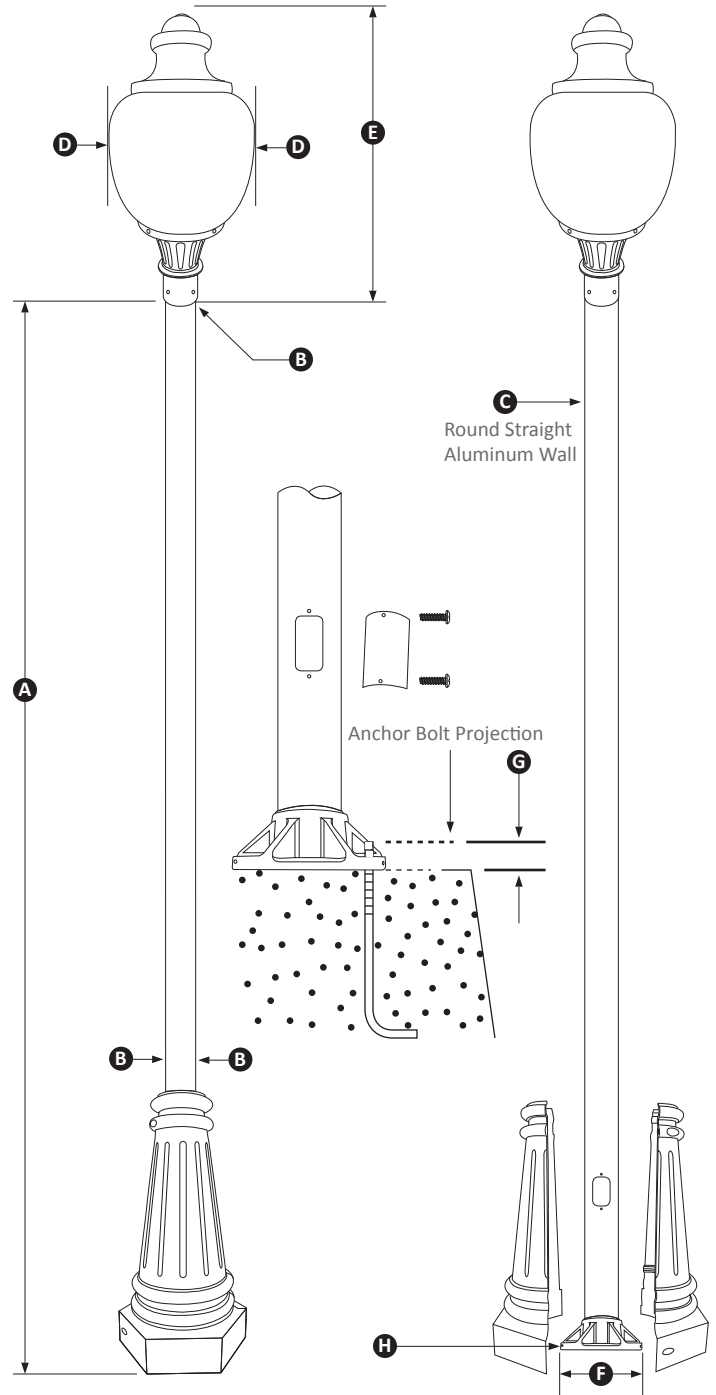 D
D
E
B
C
Round Straight
Aluminum Wall
A
Anchor Bolt Projection
G
B
B
H
F